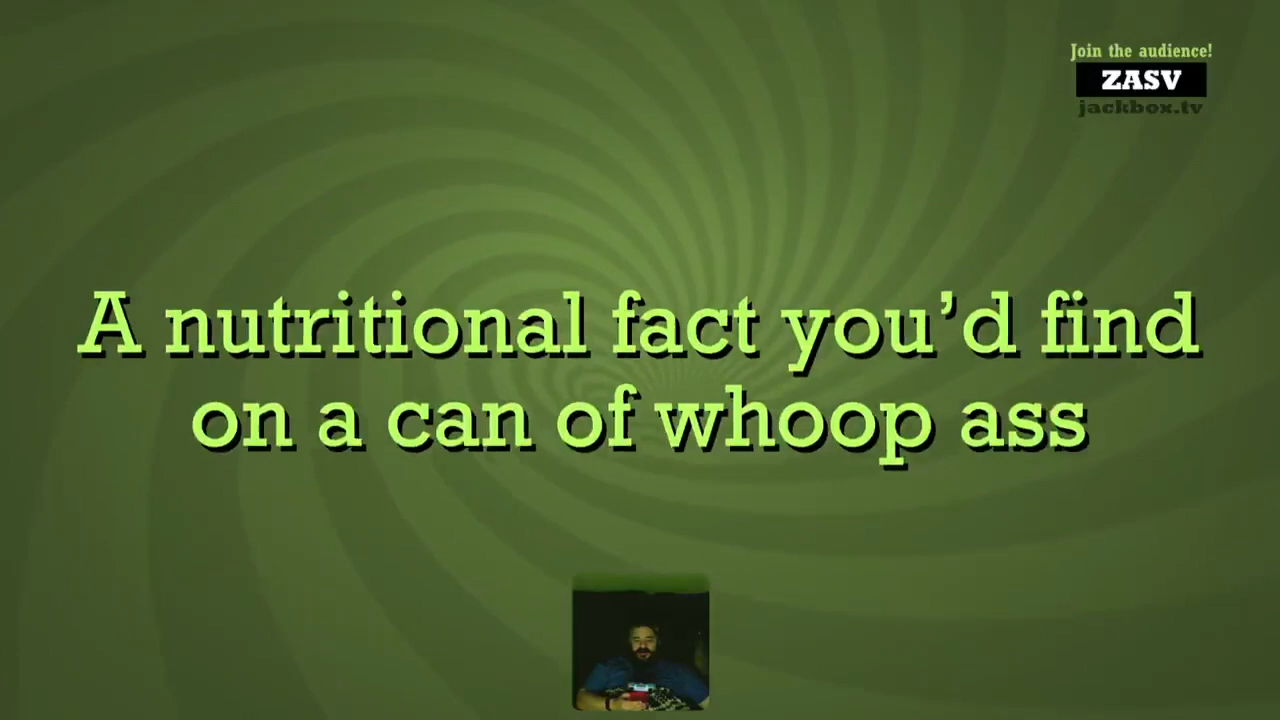 Join the audience!
ZASV
jackbox.tv
A nutritional fact you’d find
on a can of whoop ass